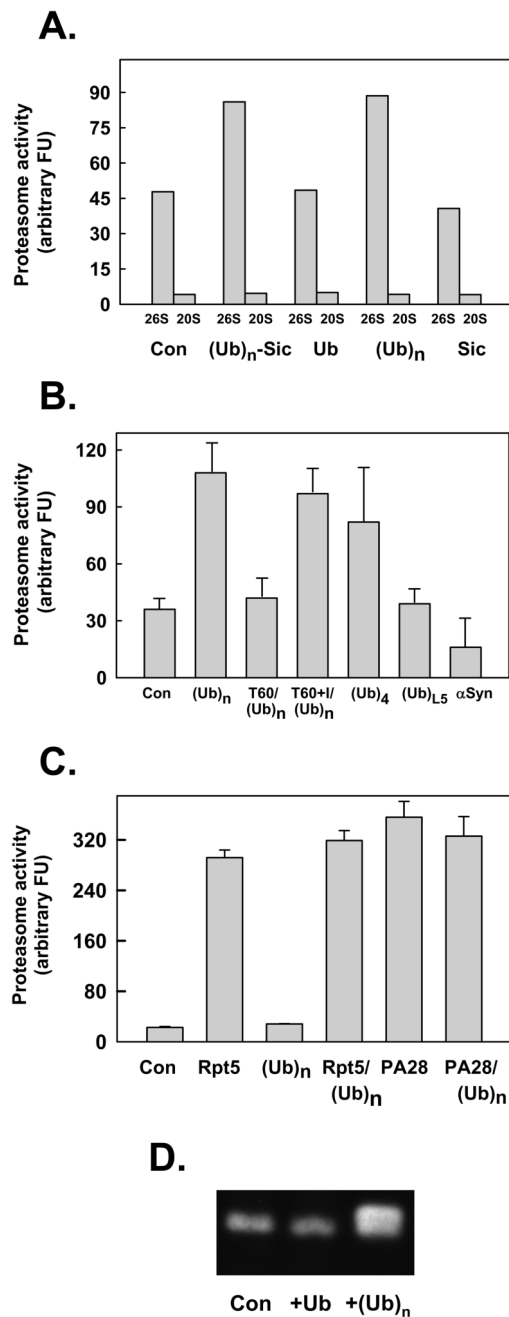 A.
Proteasome activity
(arbitrary FU)
90
75
60
45
30
15
0
26S 20S 26S 20S 26S 20S 26S 20S 26S 20S
Con (Ub)n-Sic Ub (Ub)n Sic
B.
Proteasome activity
(arbitrary FU)
120
90
60
30
0
Con (Ub)n T60/ T60+I/ (Ub)4 (Ub)L5 αSyn
(Ub)n (Ub)n
C.
Proteasome activity
(arbitrary FU)
320
240
160
80
0
Con Rpt5 (Ub)n Rpt5/ PA28 PA28/
(Ub)n (Ub)n
D.
Con +Ub +(Ub)n